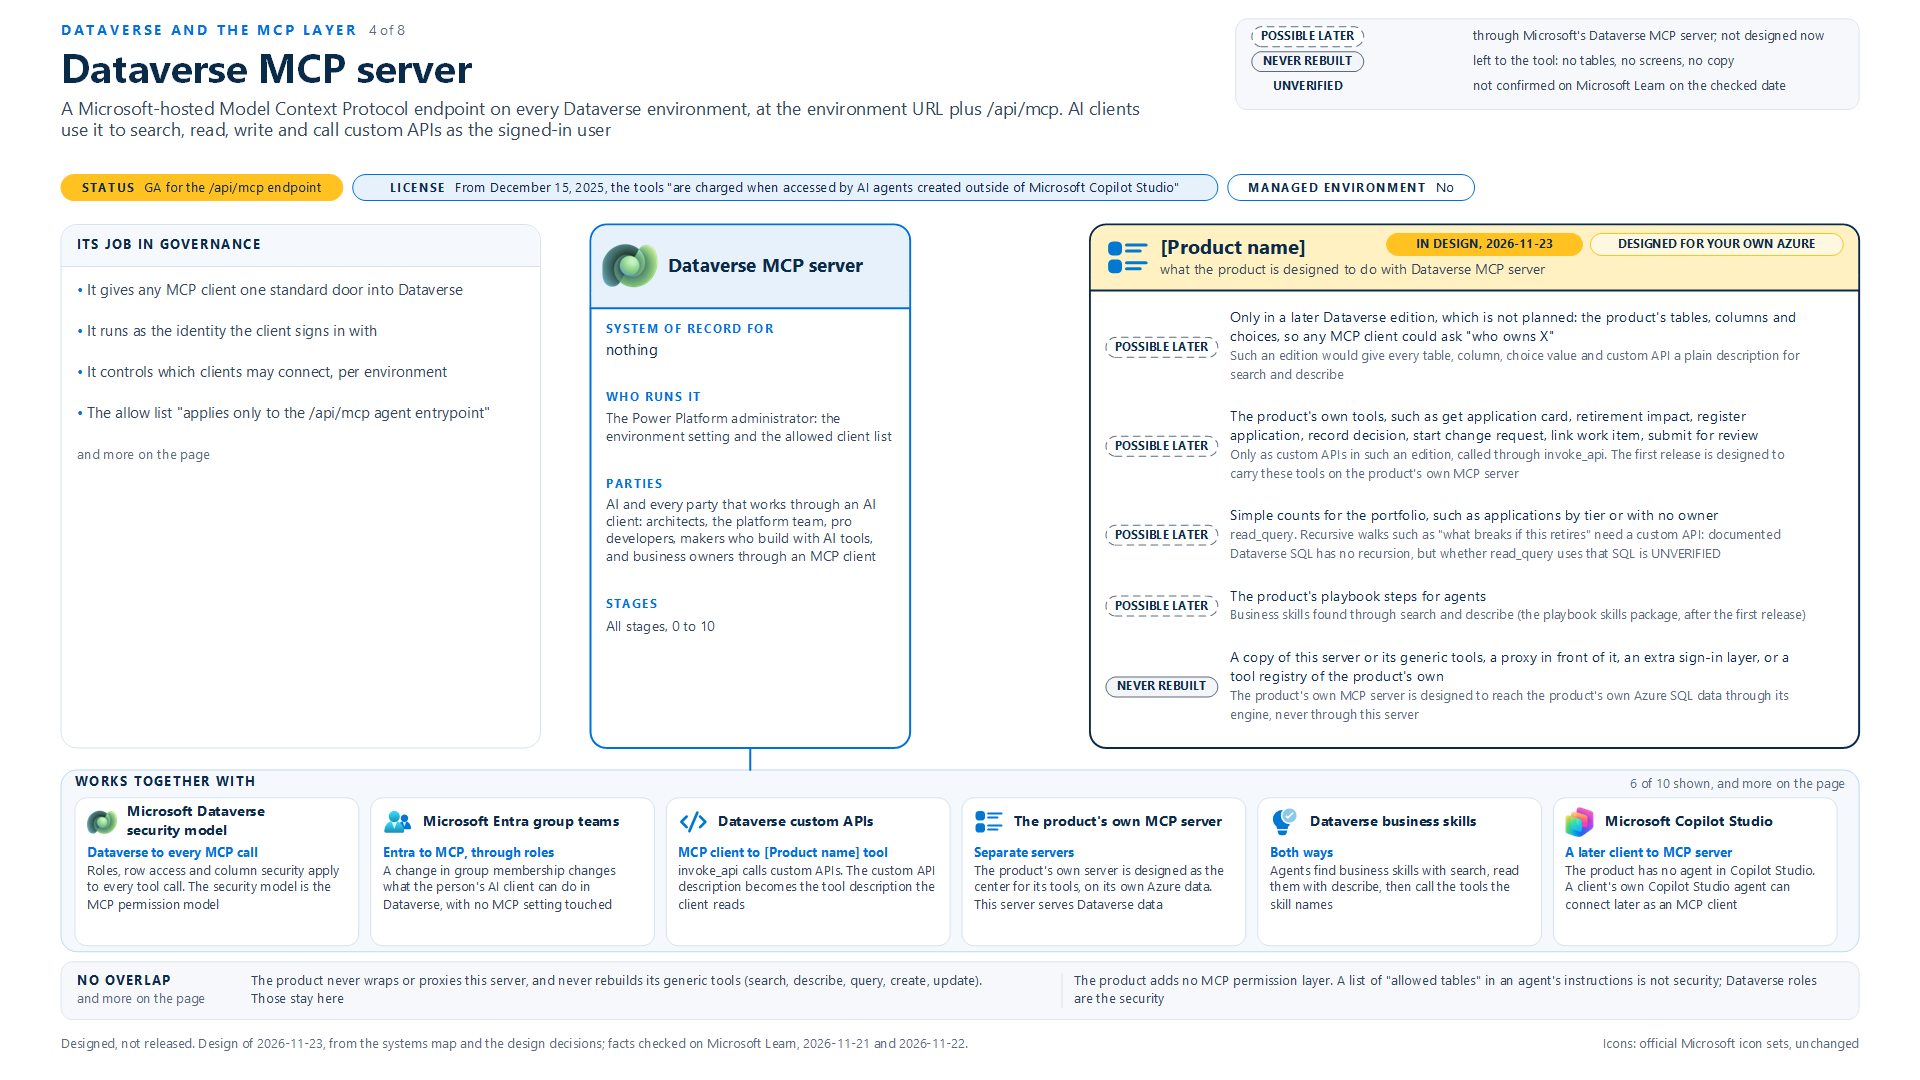 DATAVERSE AND THE MCP LAYER 4 of 8
Dataverse MCP server
A Microsoft-hosted Model Context Protocol endpoint on every Dataverse environment, at the environment URL plus /api/mcp. AI clients
use it to search, read, write and call custom APIs as the signed-in user
POSSIBLE LATER through Microsoft's Dataverse MCP server; not designed now
NEVER REBUILT left to the tool: no tables, no screens, no copy
UNVERIFIED not confirmed on Microsoft Learn on the checked date
STATUS GA for the /api/mcp endpoint
LICENSE From December 15, 2025, the tools "are charged when accessed by AI agents created outside of Microsoft Copilot Studio"
MANAGED ENVIRONMENT No
ITS JOB IN GOVERNANCE
• It gives any MCP client one standard door into Dataverse
• It runs as the identity the client signs in with
• It controls which clients may connect, per environment
• The allow list "applies only to the /api/mcp agent entrypoint"
and more on the page
Dataverse MCP server
SYSTEM OF RECORD FOR
nothing
WHO RUNS IT
The Power Platform administrator: the
environment setting and the allowed client list
PARTIES
AI and every party that works through an AI
client: architects, the platform team, pro
developers, makers who build with AI tools,
and business owners through an MCP client
STAGES
All stages, 0 to 10
[Product name]
IN DESIGN, 2026-11-23
DESIGNED FOR YOUR OWN AZURE
what the product is designed to do with Dataverse MCP server
POSSIBLE LATER
Only in a later Dataverse edition, which is not planned: the product's tables, columns and
choices, so any MCP client could ask "who owns X"
Such an edition would give every table, column, choice value and custom API a plain description for
search and describe
POSSIBLE LATER
The product's own tools, such as get application card, retirement impact, register
application, record decision, start change request, link work item, submit for review
Only as custom APIs in such an edition, called through invoke_api. The first release is designed to
carry these tools on the product's own MCP server
POSSIBLE LATER
Simple counts for the portfolio, such as applications by tier or with no owner
read_query. Recursive walks such as "what breaks if this retires" need a custom API: documented
Dataverse SQL has no recursion, but whether read_query uses that SQL is UNVERIFIED
POSSIBLE LATER
The product's playbook steps for agents
Business skills found through search and describe (the playbook skills package, after the first release)
NEVER REBUILT
A copy of this server or its generic tools, a proxy in front of it, an extra sign-in layer, or a
tool registry of the product's own
The product's own MCP server is designed to reach the product's own Azure SQL data through its
engine, never through this server
WORKS TOGETHER WITH
6 of 10 shown, and more on the page
Microsoft Dataverse
security model
Dataverse to every MCP call
Roles, row access and column security apply
to every tool call. The security model is the
MCP permission model
Microsoft Entra group teams
Entra to MCP, through roles
A change in group membership changes
what the person's AI client can do in
Dataverse, with no MCP setting touched
Dataverse custom APIs
MCP client to [Product name] tool
invoke_api calls custom APIs. The custom API
description becomes the tool description the
client reads
The product's own MCP server
Separate servers
The product's own server is designed as the
center for its tools, on its own Azure data.
This server serves Dataverse data
Dataverse business skills
Both ways
Agents find business skills with search, read
them with describe, then call the tools the
skill names
Microsoft Copilot Studio
A later client to MCP server
The product has no agent in Copilot Studio.
A client's own Copilot Studio agent can
connect later as an MCP client
NO OVERLAP
and more on the page
The product never wraps or proxies this server, and never rebuilds its generic tools (search, describe, query, create, update).
Those stay here
The product adds no MCP permission layer. A list of "allowed tables" in an agent's instructions is not security; Dataverse roles
are the security
Designed, not released. Design of 2026-11-23, from the systems map and the design decisions; facts checked on Microsoft Learn, 2026-11-21 and 2026-11-22.
Icons: official Microsoft icon sets, unchanged